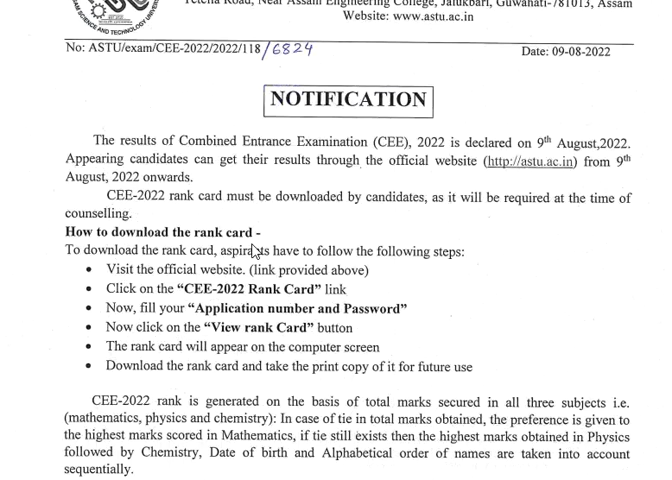 ASSAM SCIENCE AND TECHNOLOGY UNIVERSITY
Tetelia Road, Near Assam Engineering College, Jalukbari, Guwahati-781013, Assam
Website: www.astu.ac.in
No: ASTU/exam/CEE-2022/2022/118/6824 Date: 09-08-2022
NOTIFICATION
The results of Combined Entrance Examination (CEE), 2022 is declared on 9th August,2022.
Appearing candidates can get their results through the official website (http://astu.ac.in) from 9th
August, 2022 onwards.
CEE-2022 rank card must be downloaded by candidates, as it will be required at the time of
counselling.
How to download the rank card -
To download the rank card, aspirants have to follow the following steps:
• Visit the official website. (link provided above)
• Click on the “CEE-2022 Rank Card” link
• Now, fill your “Application number and Password”
• Now click on the “View rank Card” button
• The rank card will appear on the computer screen
• Download the rank card and take the print copy of it for future use
CEE-2022 rank is generated on the basis of total marks secured in all three subjects i.e.
(mathematics, physics and chemistry): In case of tie in total marks obtained, the preference is given to
the highest marks scored in Mathematics, if tie still exists then the highest marks obtained in Physics
followed by Chemistry, Date of birth and Alphabetical order of names are taken into account
sequentially.